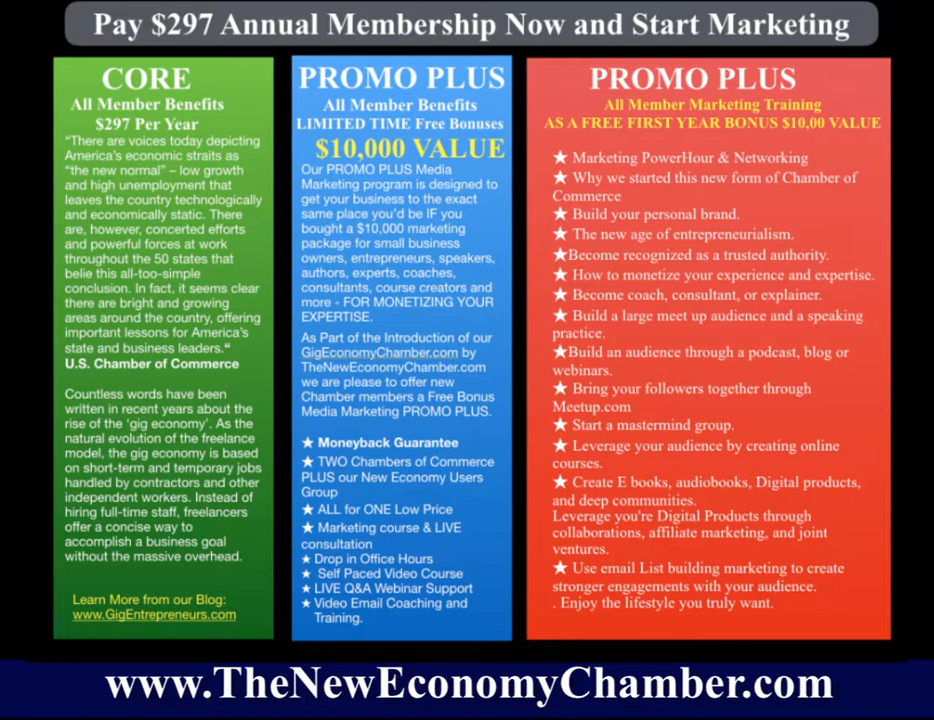 Pay $297 Annual Membership Now and Start Marketing
CORE
All Member Benefits
$297 Per Year
“There are voices today depicting
America’s economic straits as
“the new normal” – low growth
and high unemployment that
leaves the country technologically
and economically static. There
are, however, concerted efforts
and powerful forces at work
throughout the 50 states that
belie this all-too-simple
conclusion. In fact, it seems clear
there are bright and growing
areas around the country, offering
important lessons for America’s
state and business leaders.“
U.S. Chamber of Commerce
Countless words have been
written in recent years about the
rise of the ‘gig economy’. As the
natural evolution of the freelance
model, the gig economy is based
on short-term and temporary jobs
handled by contractors and other
independent workers. Instead of
hiring full-time staff, freelancers
offer a concise way to
accomplish a business goal
without the massive overhead.
Learn More from our Blog:
www.GigEntrepreneurs.com
PROMO PLUS
All Member Benefits
LIMITED TIME Free Bonuses
$10,000 VALUE
Our PROMO PLUS Media
Marketing program is designed to
get your business to the exact
same place you’d be IF you
bought a $10,000 marketing
package for small business
owners, entrepreneurs, speakers,
authors, experts, coaches,
consultants, course creators and
more - FOR MONETIZING YOUR
EXPERTISE.
As Part of the Introduction of our
GigEconomyChamber.com by
TheNewEconomyChamber.com
we are please to offer new
Chamber members a Free Bonus
Media Marketing PROMO PLUS.
★ Moneyback Guarantee
★ TWO Chambers of Commerce
PLUS our New Economy Users
Group
★ ALL for ONE Low Price
★ Marketing course & LIVE
consultation
★ Drop in Office Hours
★ Self Paced Video Course
★ LIVE Q&A Webinar Support
★ Video Email Coaching and
Training.
PROMO PLUS
All Member Marketing Training
AS A FREE FIRST YEAR BONUS $10,00 VALUE
★ Marketing PowerHour & Networking
★ Why we started this new form of Chamber of
Commerce
★ Build your personal brand.
★ The new age of entrepreneurialism.
★Become recognized as a trusted authority.
★ How to monetize your experience and expertise.
★ Become coach, consultant, or explainer.
★ Build a large meet up audience and a speaking
practice.
★Build an audience through a podcast, blog or
webinars.
★ Bring your followers together through
Meetup.com
★ Start a mastermind group.
★ Leverage your audience by creating online
courses.
★ Create E books, audiobooks, Digital products,
and deep communities.
Leverage you're Digital Products through
collaborations, affiliate marketing, and joint
ventures.
★ Use email List building marketing to create
stronger engagements with your audience.
. Enjoy the lifestyle you truly want.
www.TheNewEconomyChamber.com